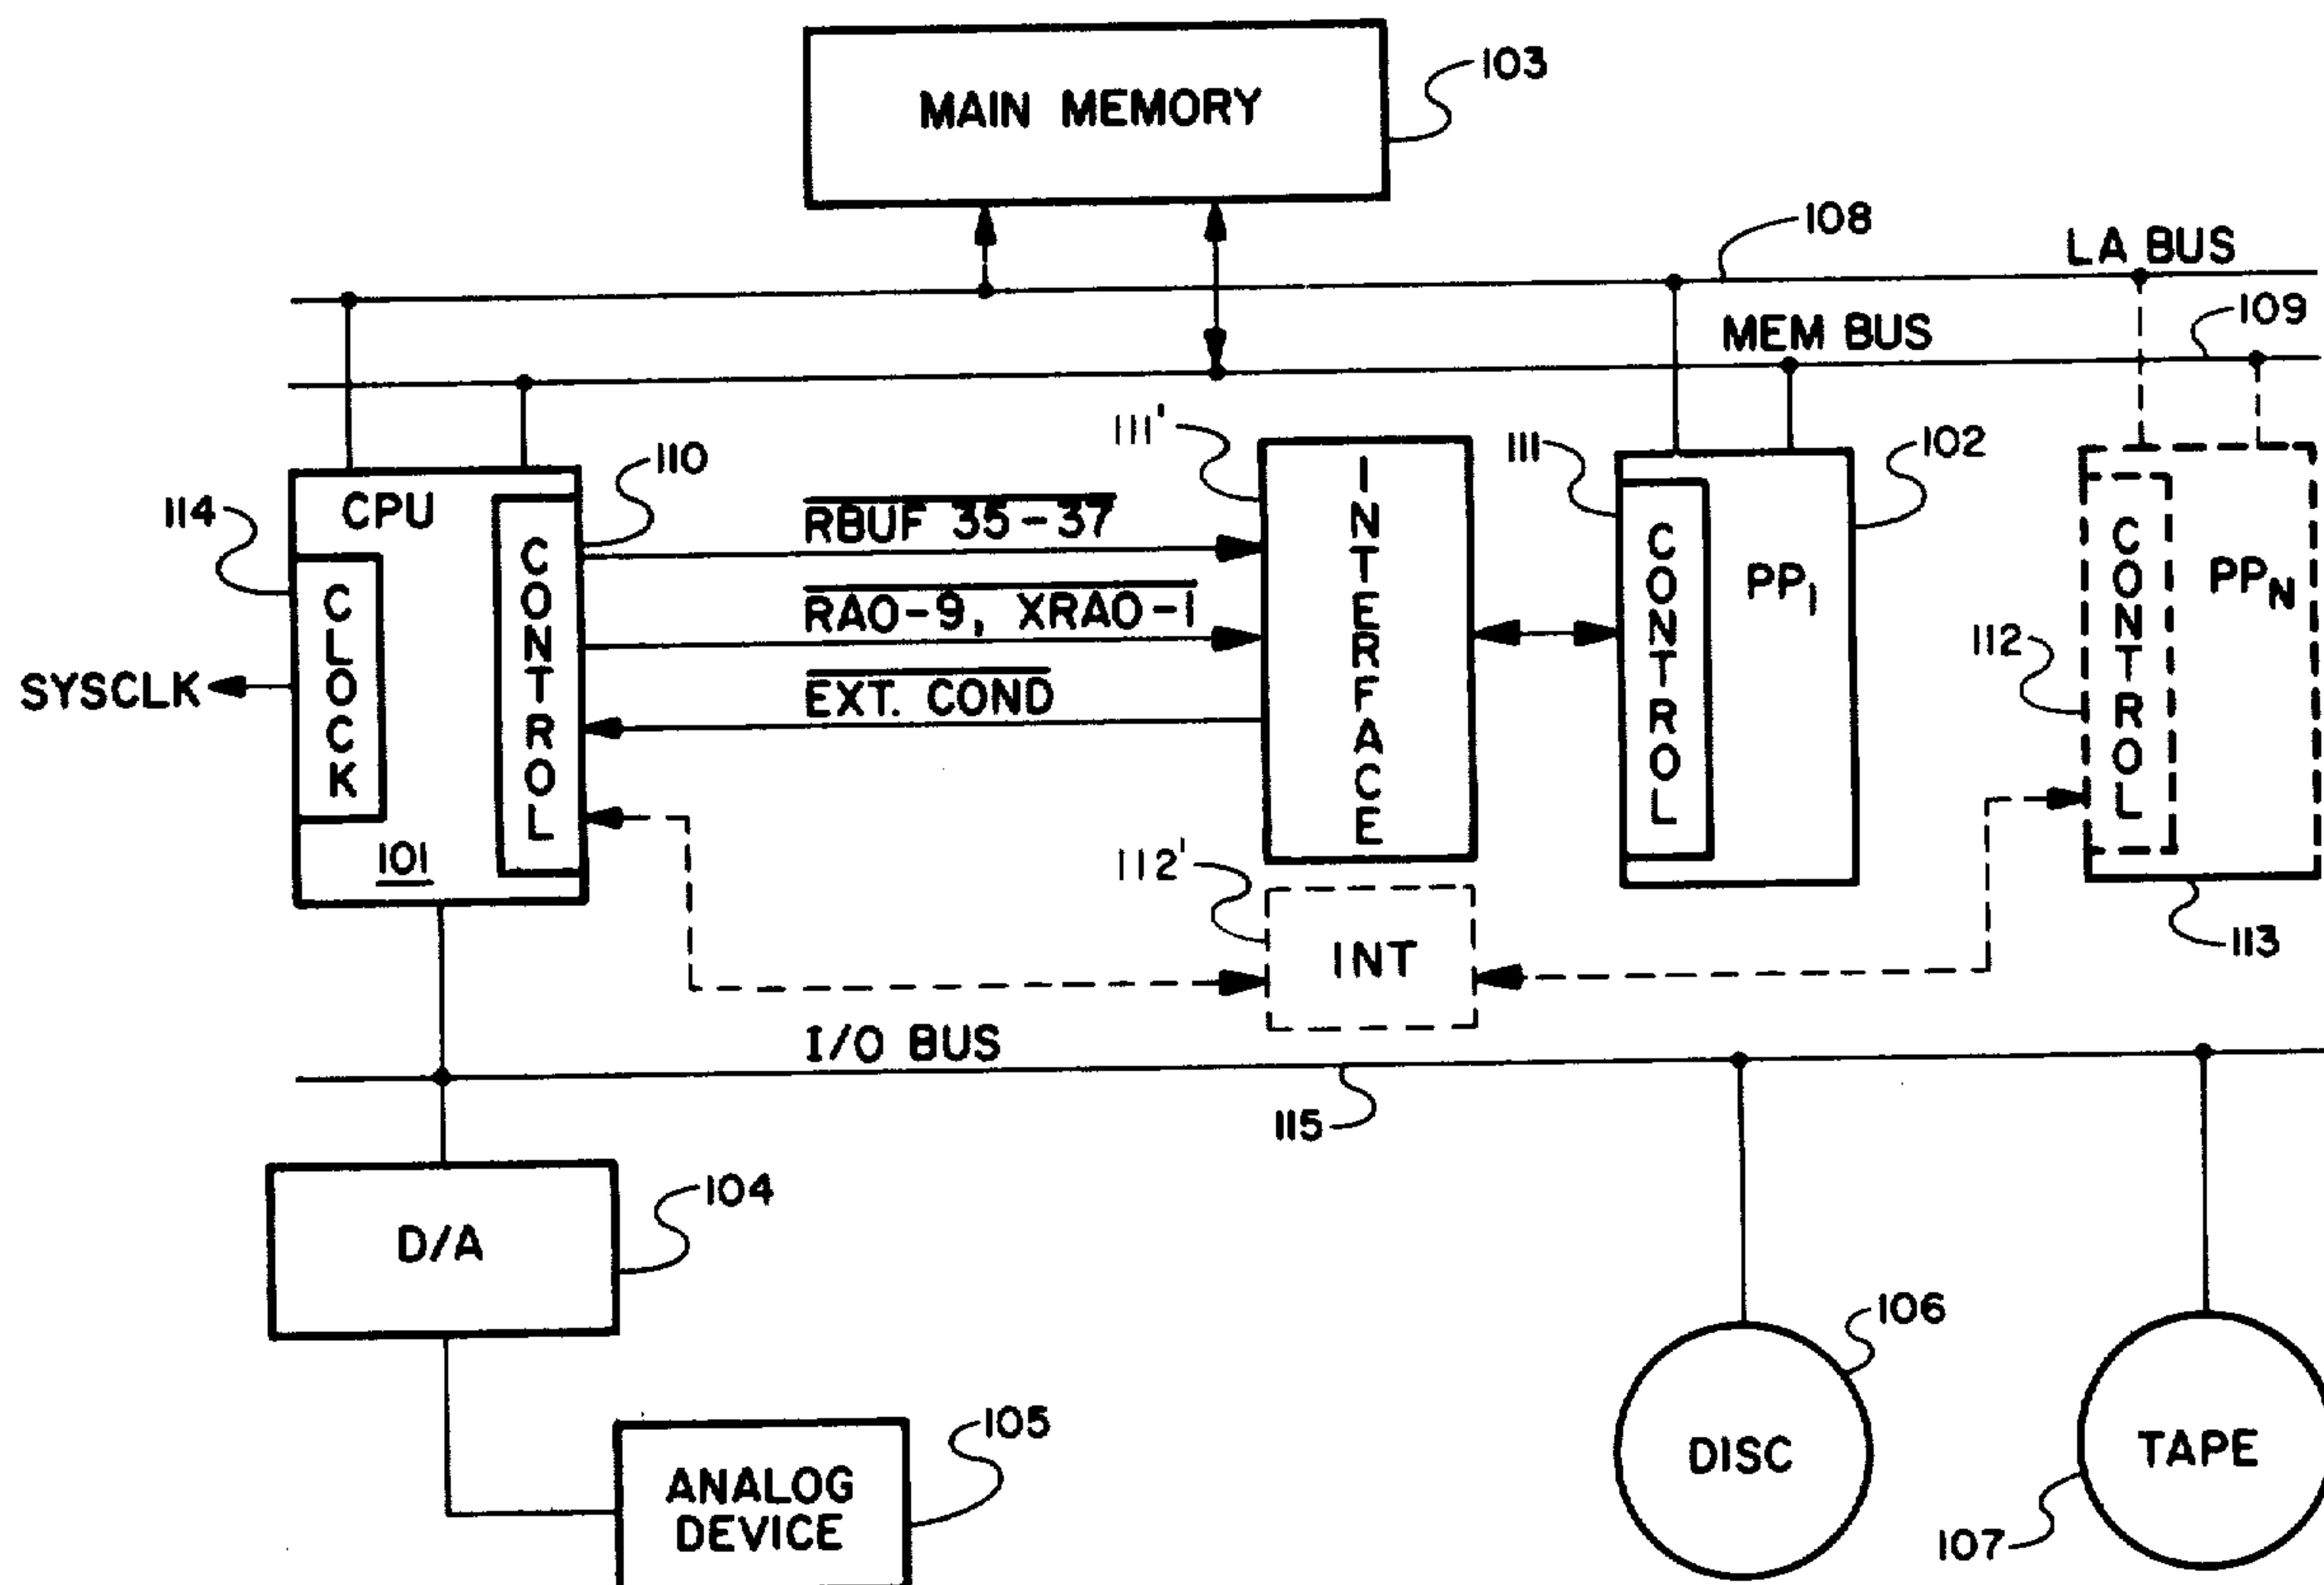 MAIN MEMORY
103
108
LA BUS
109
MEM BUS
111'
110
111
102
114
CPU
RBUF 35-37
INTERFACE
CONTROL
CLOCK
CONTROL
PP1
CONTROL
PPN
RA0-9, XRA0-1
112
SYSCLK
EXT. COND
101
112'
INT
113
I/O BUS
115
104
D/A
106
105
ANALOG
DEVICE
DISC
TAPE
107